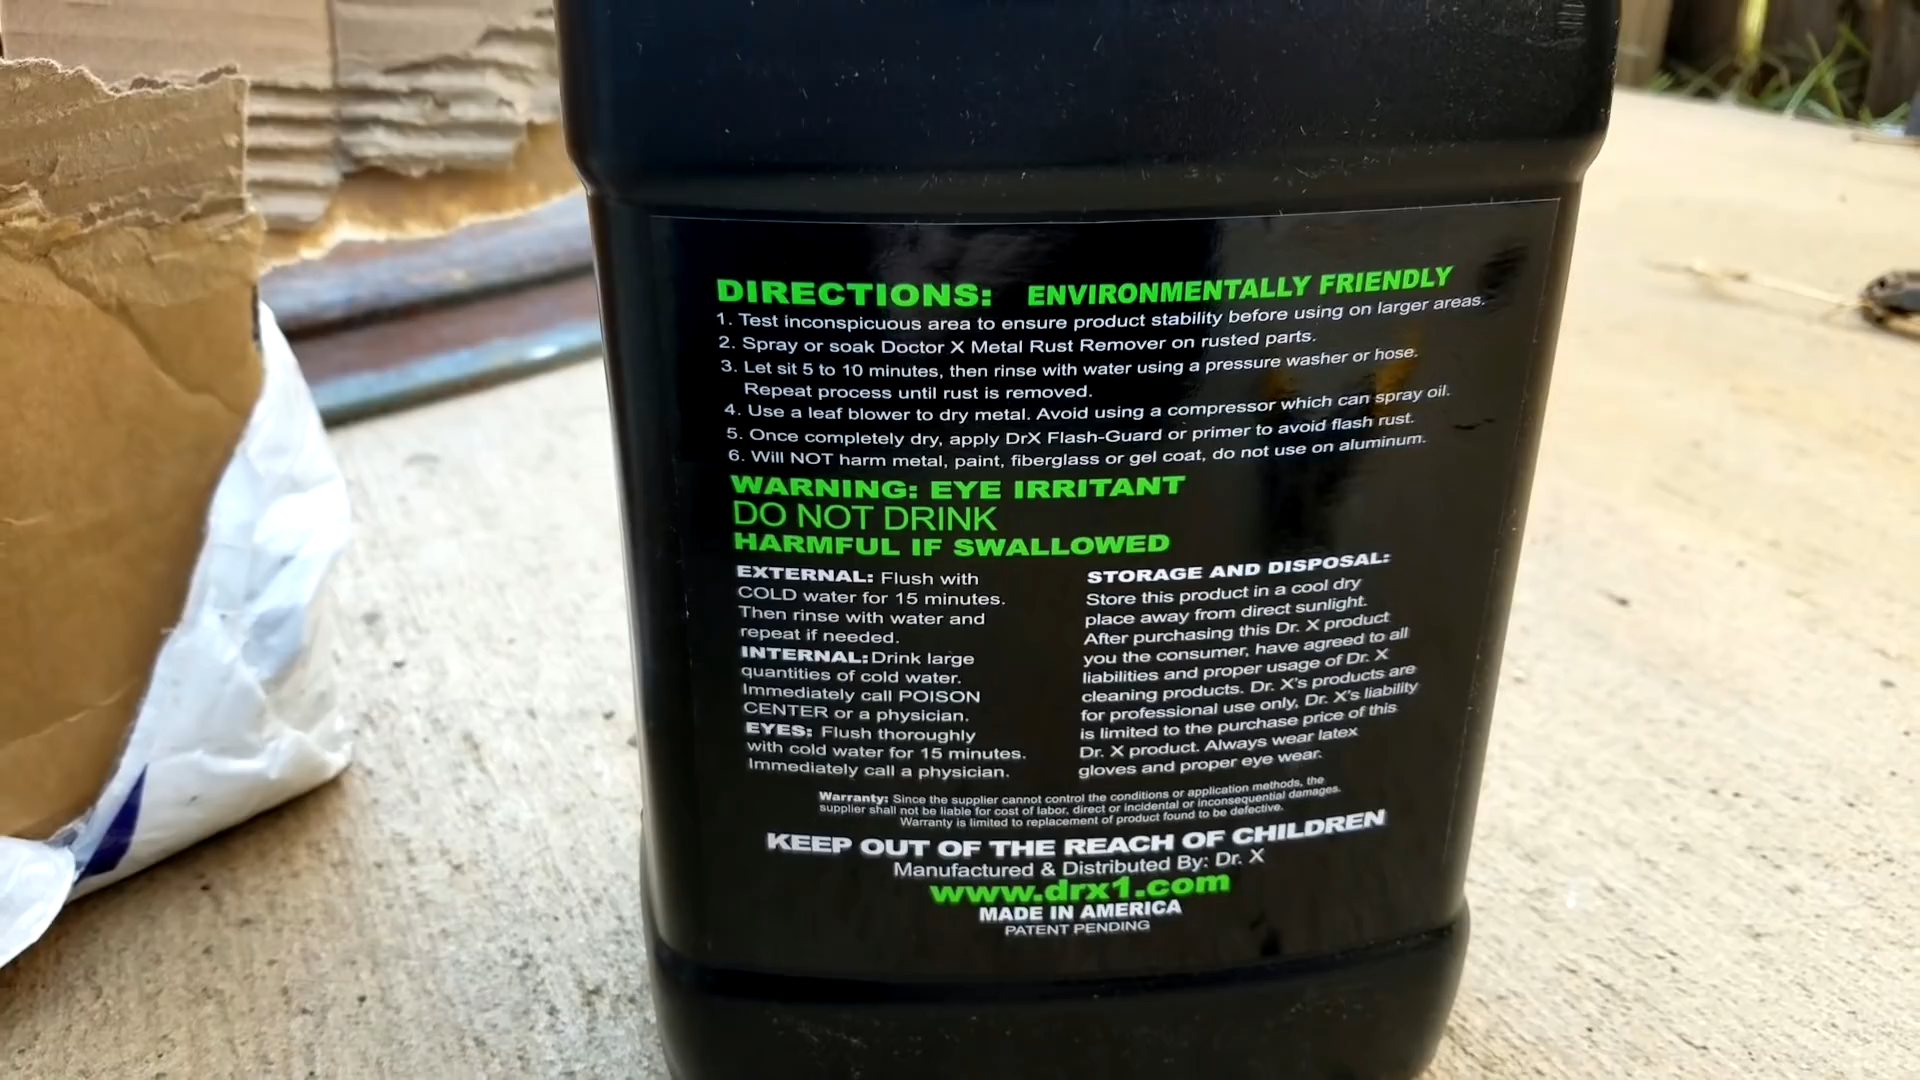 DIRECTIONS: ENVIRONMENTALLY FRIENDLY
1. Test inconspicuous area to ensure product stability before using on larger areas.
2. Spray or soak Doctor X Metal Rust Remover on rusted parts.
3. Let sit 5 to 10 minutes, then rinse with water using a pressure washer or hose.
Repeat process until rust is removed.
4. Use a leaf blower to dry metal. Avoid using a compressor which can spray oil.
5. Once completely dry, apply DrX Flash-Guard or primer to avoid flash rust.
6. Will NOT harm metal, paint, fiberglass or gel coat, do not use on aluminum.
WARNING: EYE IRRITANT
DO NOT DRINK
HARMFUL IF SWALLOWED
EXTERNAL: Flush with
COLD water for 15 minutes.
Then rinse with water and
repeat if needed.
INTERNAL: Drink large
quantities of cold water.
Immediately call POISON
CENTER or a physician.
EYES: Flush thoroughly
with cold water for 15 minutes.
Immediately call a physician.
STORAGE AND DISPOSAL:
Store this product in a cool dry
place away from direct sunlight.
After purchasing this Dr. X product
you the consumer, have agreed to all
liabilities and proper usage of Dr. X
cleaning products. Dr. X's products are
for professional use only, Dr. X's liability
is limited to the purchase price of this
Dr. X product. Always wear latex
gloves and proper eye wear.
Warranty: Since the supplier cannot control the conditions or application methods, the
supplier shall not be liable for cost of labor, direct or incidental or inconsequential damages.
Warranty is limited to replacement of product found to be defective.
KEEP OUT OF THE REACH OF CHILDREN
Manufactured & Distributed By: Dr. X
www.drx1.com
MADE IN AMERICA
PATENT PENDING